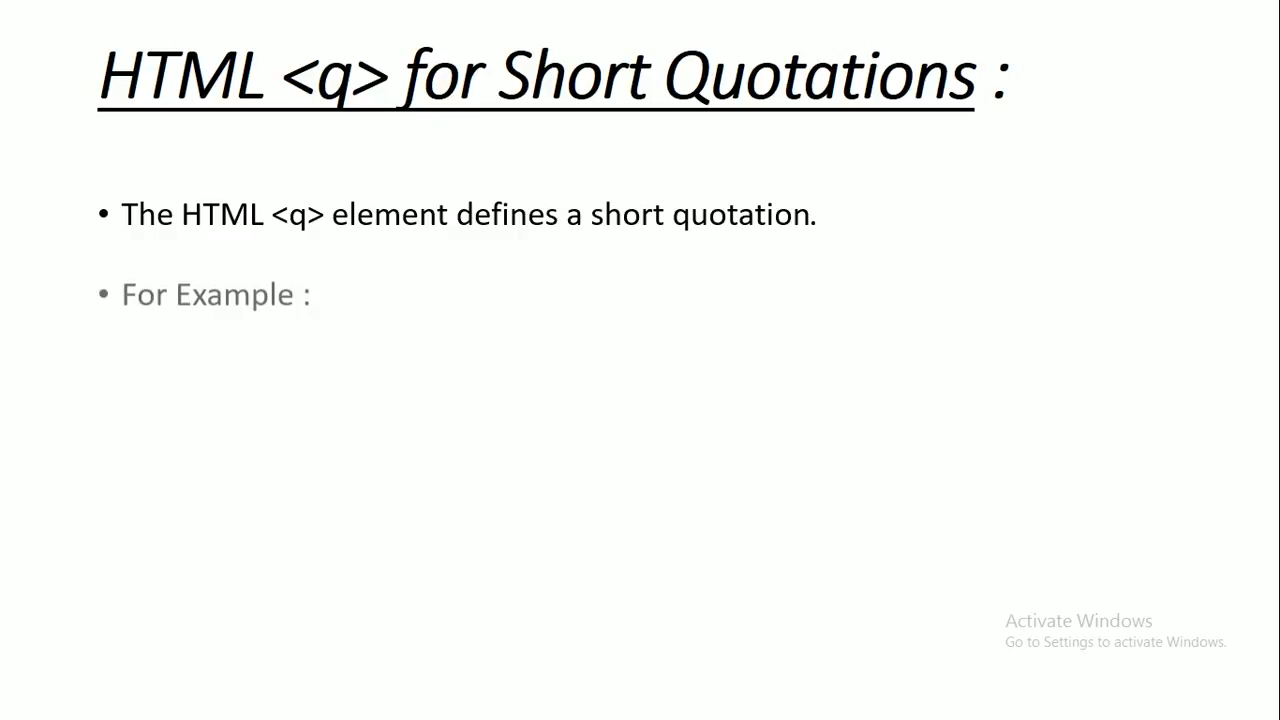 HTML <q> for Short Quotations :
• The HTML <q> element defines a short quotation.
• For Example :
Activate Windows
Go to Settings to activate Windows.